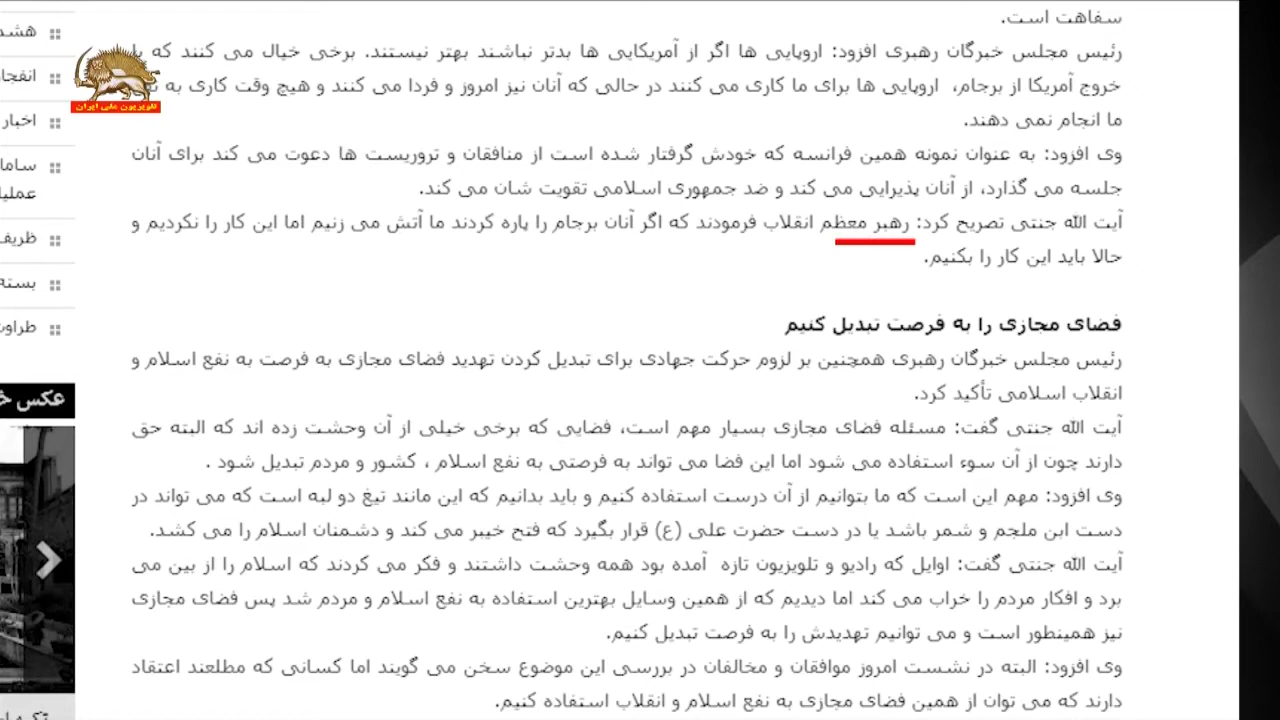 سفاهت است.
رئیس مجلس خبرگان رهبری افزود: اروپایی ها اگر از آمریکایی ها بدتر نباشند بهتر نیستند. برخی خیال می کنند که با
خروج آمریکا از برجام،  اروپایی ها برای ما کاری می کنند در حالی که آنان نیز امروز و فردا می کنند و هیچ وقت کاری به
ما انجام نمی دهند.
وی افزود: به عنوان نمونه همین فرانسه که خودش گرفتار شده است از منافقان و تروریست ها دعوت می کند برای آنان
جلسه می گذارد، از آنان پذیرایی می کند و ضد جمهوری اسلامی تقویت شان می کند.
آیت الله جنتی تصریح کرد: رهبر معظم انقلاب فرمودند که اگر آنان برجام را پاره کردند ما آتش می زنیم اما این کار را نکردیم و
حالا باید این کار را بکنیم.
فضای مجازی را به فرصت تبدیل کنیم
رئیس مجلس خبرگان رهبری همچنین بر لزوم حرکت جهادی برای تبدیل کردن تهدید فضای مجازی به فرصت به نفع اسلام و
انقلاب اسلامی تأکید کرد.
آیت الله جنتی گفت: مسئله فضای مجازی بسیار مهم است، فضایی که برخی خیلی از آن وحشت زده اند که البته حق
دارند چون از آن سوء استفاده می شود اما این فضا می تواند به فرصتی به نفع اسلام ، کشور و مردم تبدیل شود .
وی افزود: مهم این است که ما بتوانیم از آن درست استفاده کنیم و باید بدانیم که این مانند تیغ دو لبه است که می تواند در
دست ابن ملجم و شمر باشد یا در دست حضرت علی (ع) قرار بگیرد که فتح خیبر می کند و دشمنان اسلام را می کشد.
آیت الله جنتی گفت: اوایل که رادیو و تلویزیون تازه  آمده بود همه وحشت داشتند و فکر می کردند که اسلام را از بین می
برد و افکار مردم را خراب می کند اما دیدیم که از همین وسایل بهترین استفاده به نفع اسلام و مردم شد پس فضای مجازی
نیز همینطور است و می توانیم تهدیدش را به فرصت تبدیل کنیم.
وی افزود: البته در نشست امروز موافقان و مخالفان در بررسی این موضوع سخن می گویند اما کسانی که مطلعند اعتقاد
دارند که می توان از همین فضای مجازی به نفع اسلام و انقلاب استفاده کنیم.
تلویزیون ملی ایران
اخبار
بسته
عکس